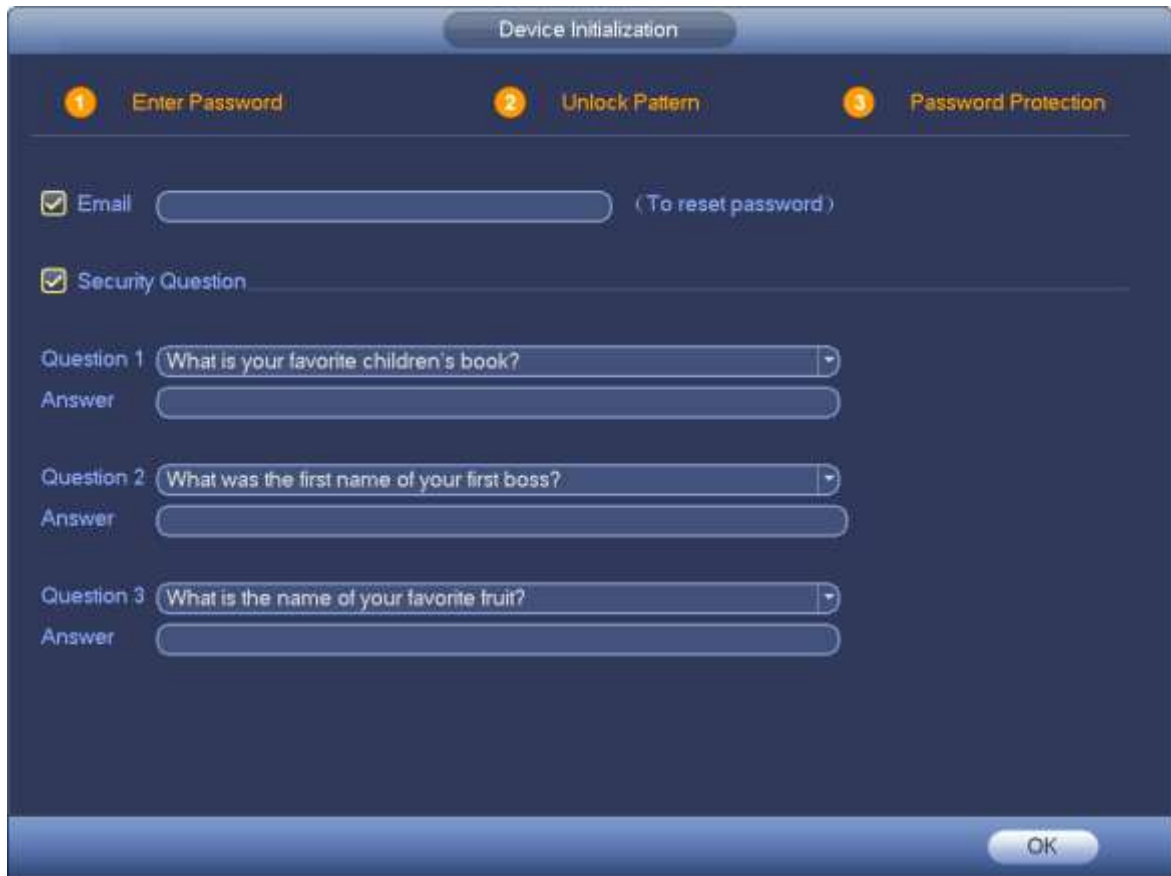 Device Initialization
1 Enter Password 2 Unlock Pattern 3 Password Protection
Email (To reset password)
Security Question
Question 1 What is your favorite children's book?
Answer
Question 2 What was the first name of your first boss?
Answer
Question 3 What is the name of your favorite fruit?
Answer
OK